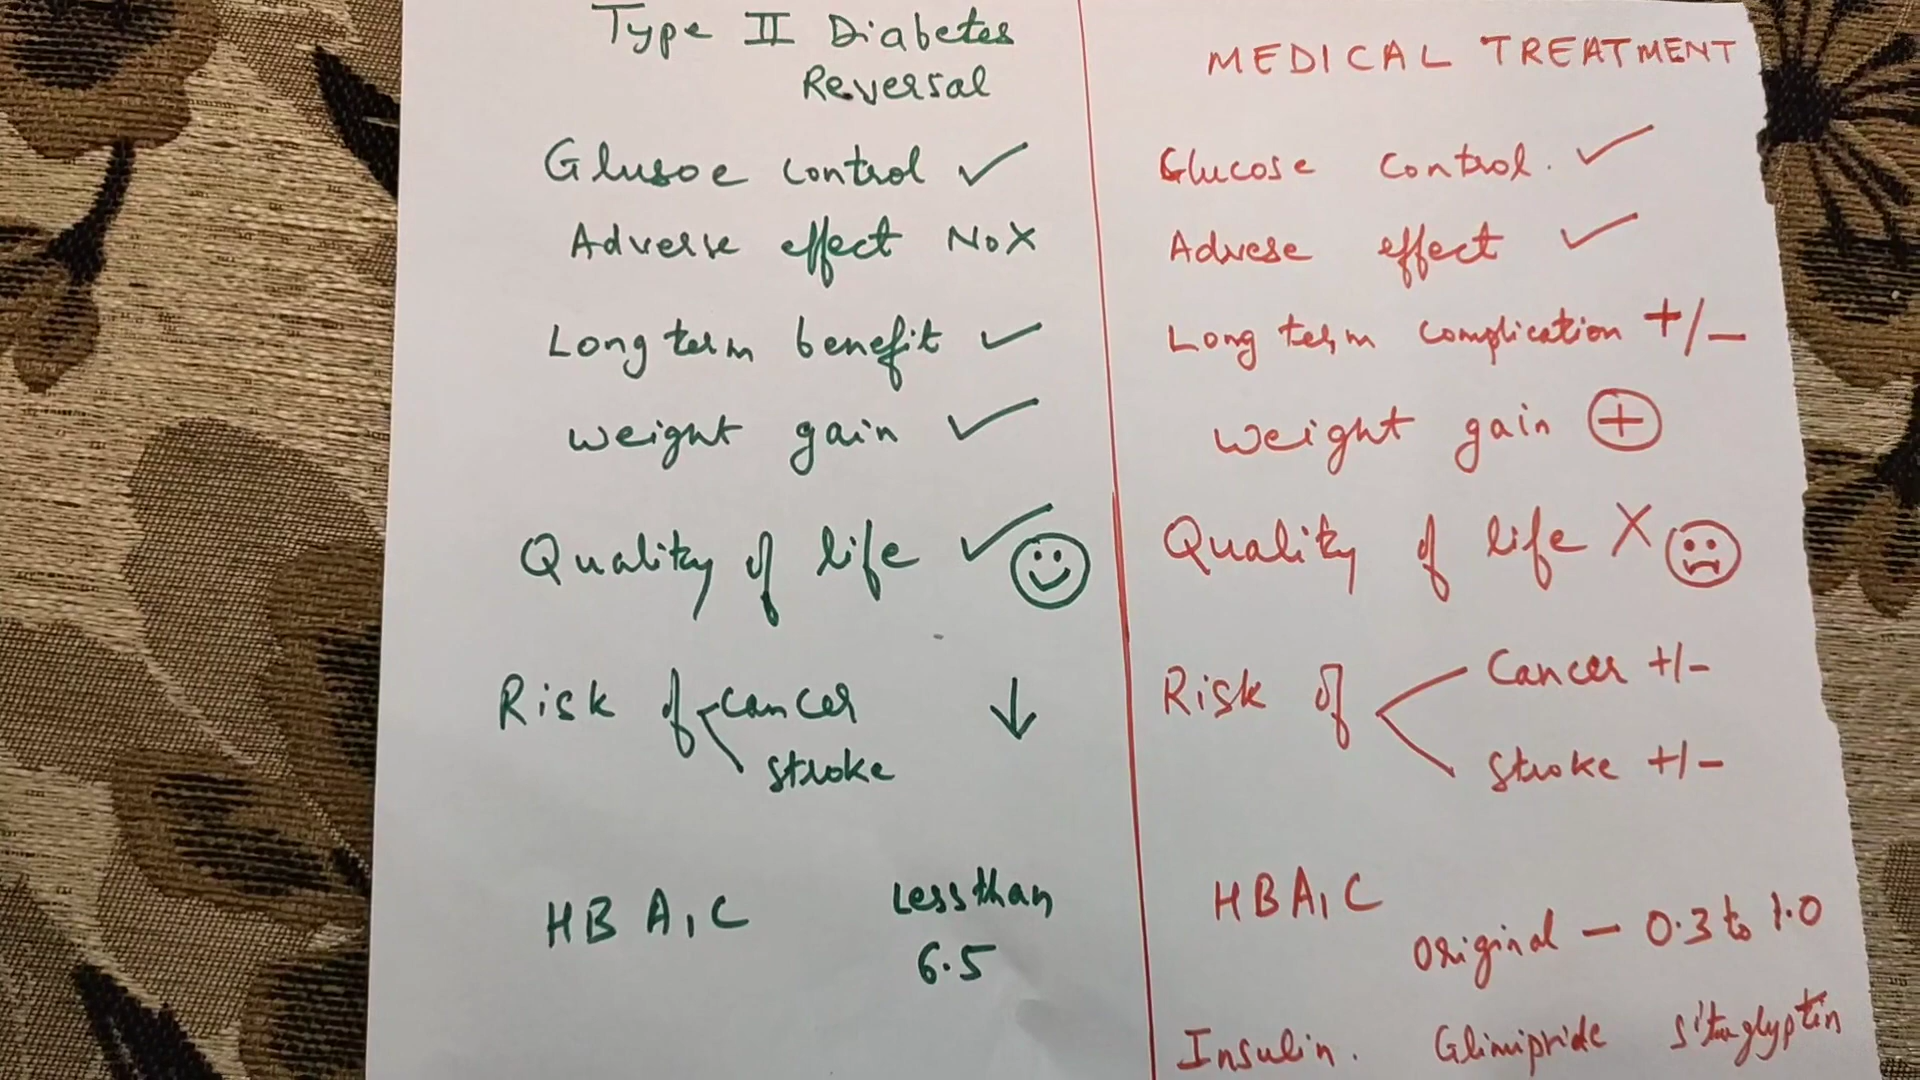 Type II Diabetes
Reversal
Glusoe control ✓
Adverse effect No X
Long term benefit ✓
weight gain ✓
Quality of life ✓
Risk of cancer ↓
stroke
HB A1C Less than
6.5
MEDICAL TREATMENT
Glucose control. ✓
Advese effect ✓
Long term complication +/-
weight gain +
Quality of life X
Risk of Cancer +/-
Stroke +/-
HBA1C
Original - 0.3 to 1.0
Insulin. Glimipride sitaglyptin